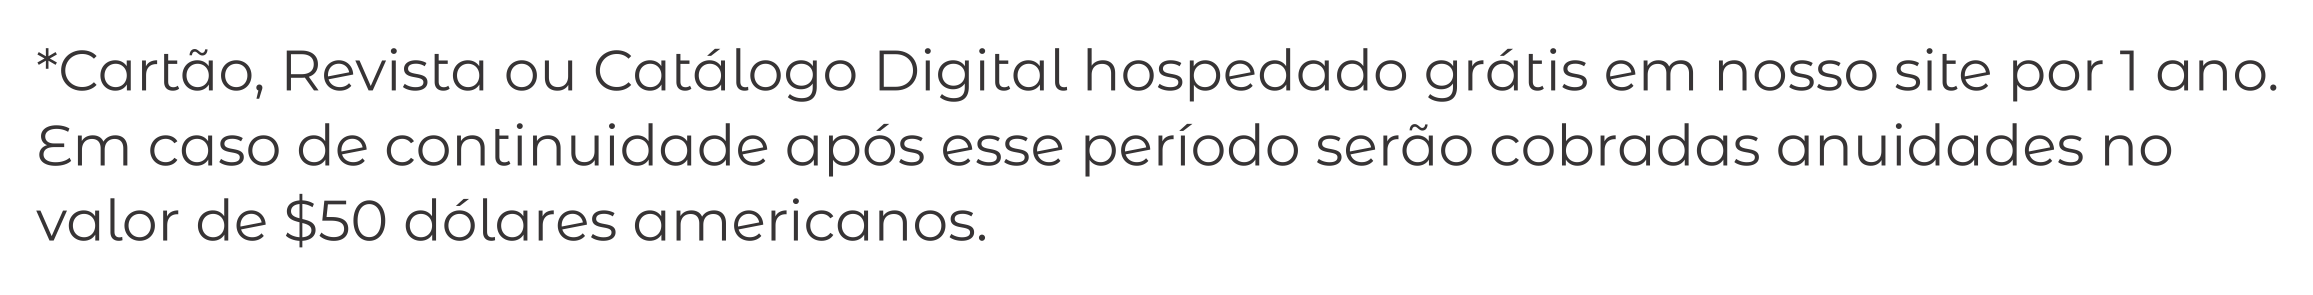 *Cartão, Revista ou Catálogo Digital hospedado grátis em nosso site por 1 ano.
Em caso de continuidade após esse período serão cobradas anuidades no
valor de $50 dólares americanos.